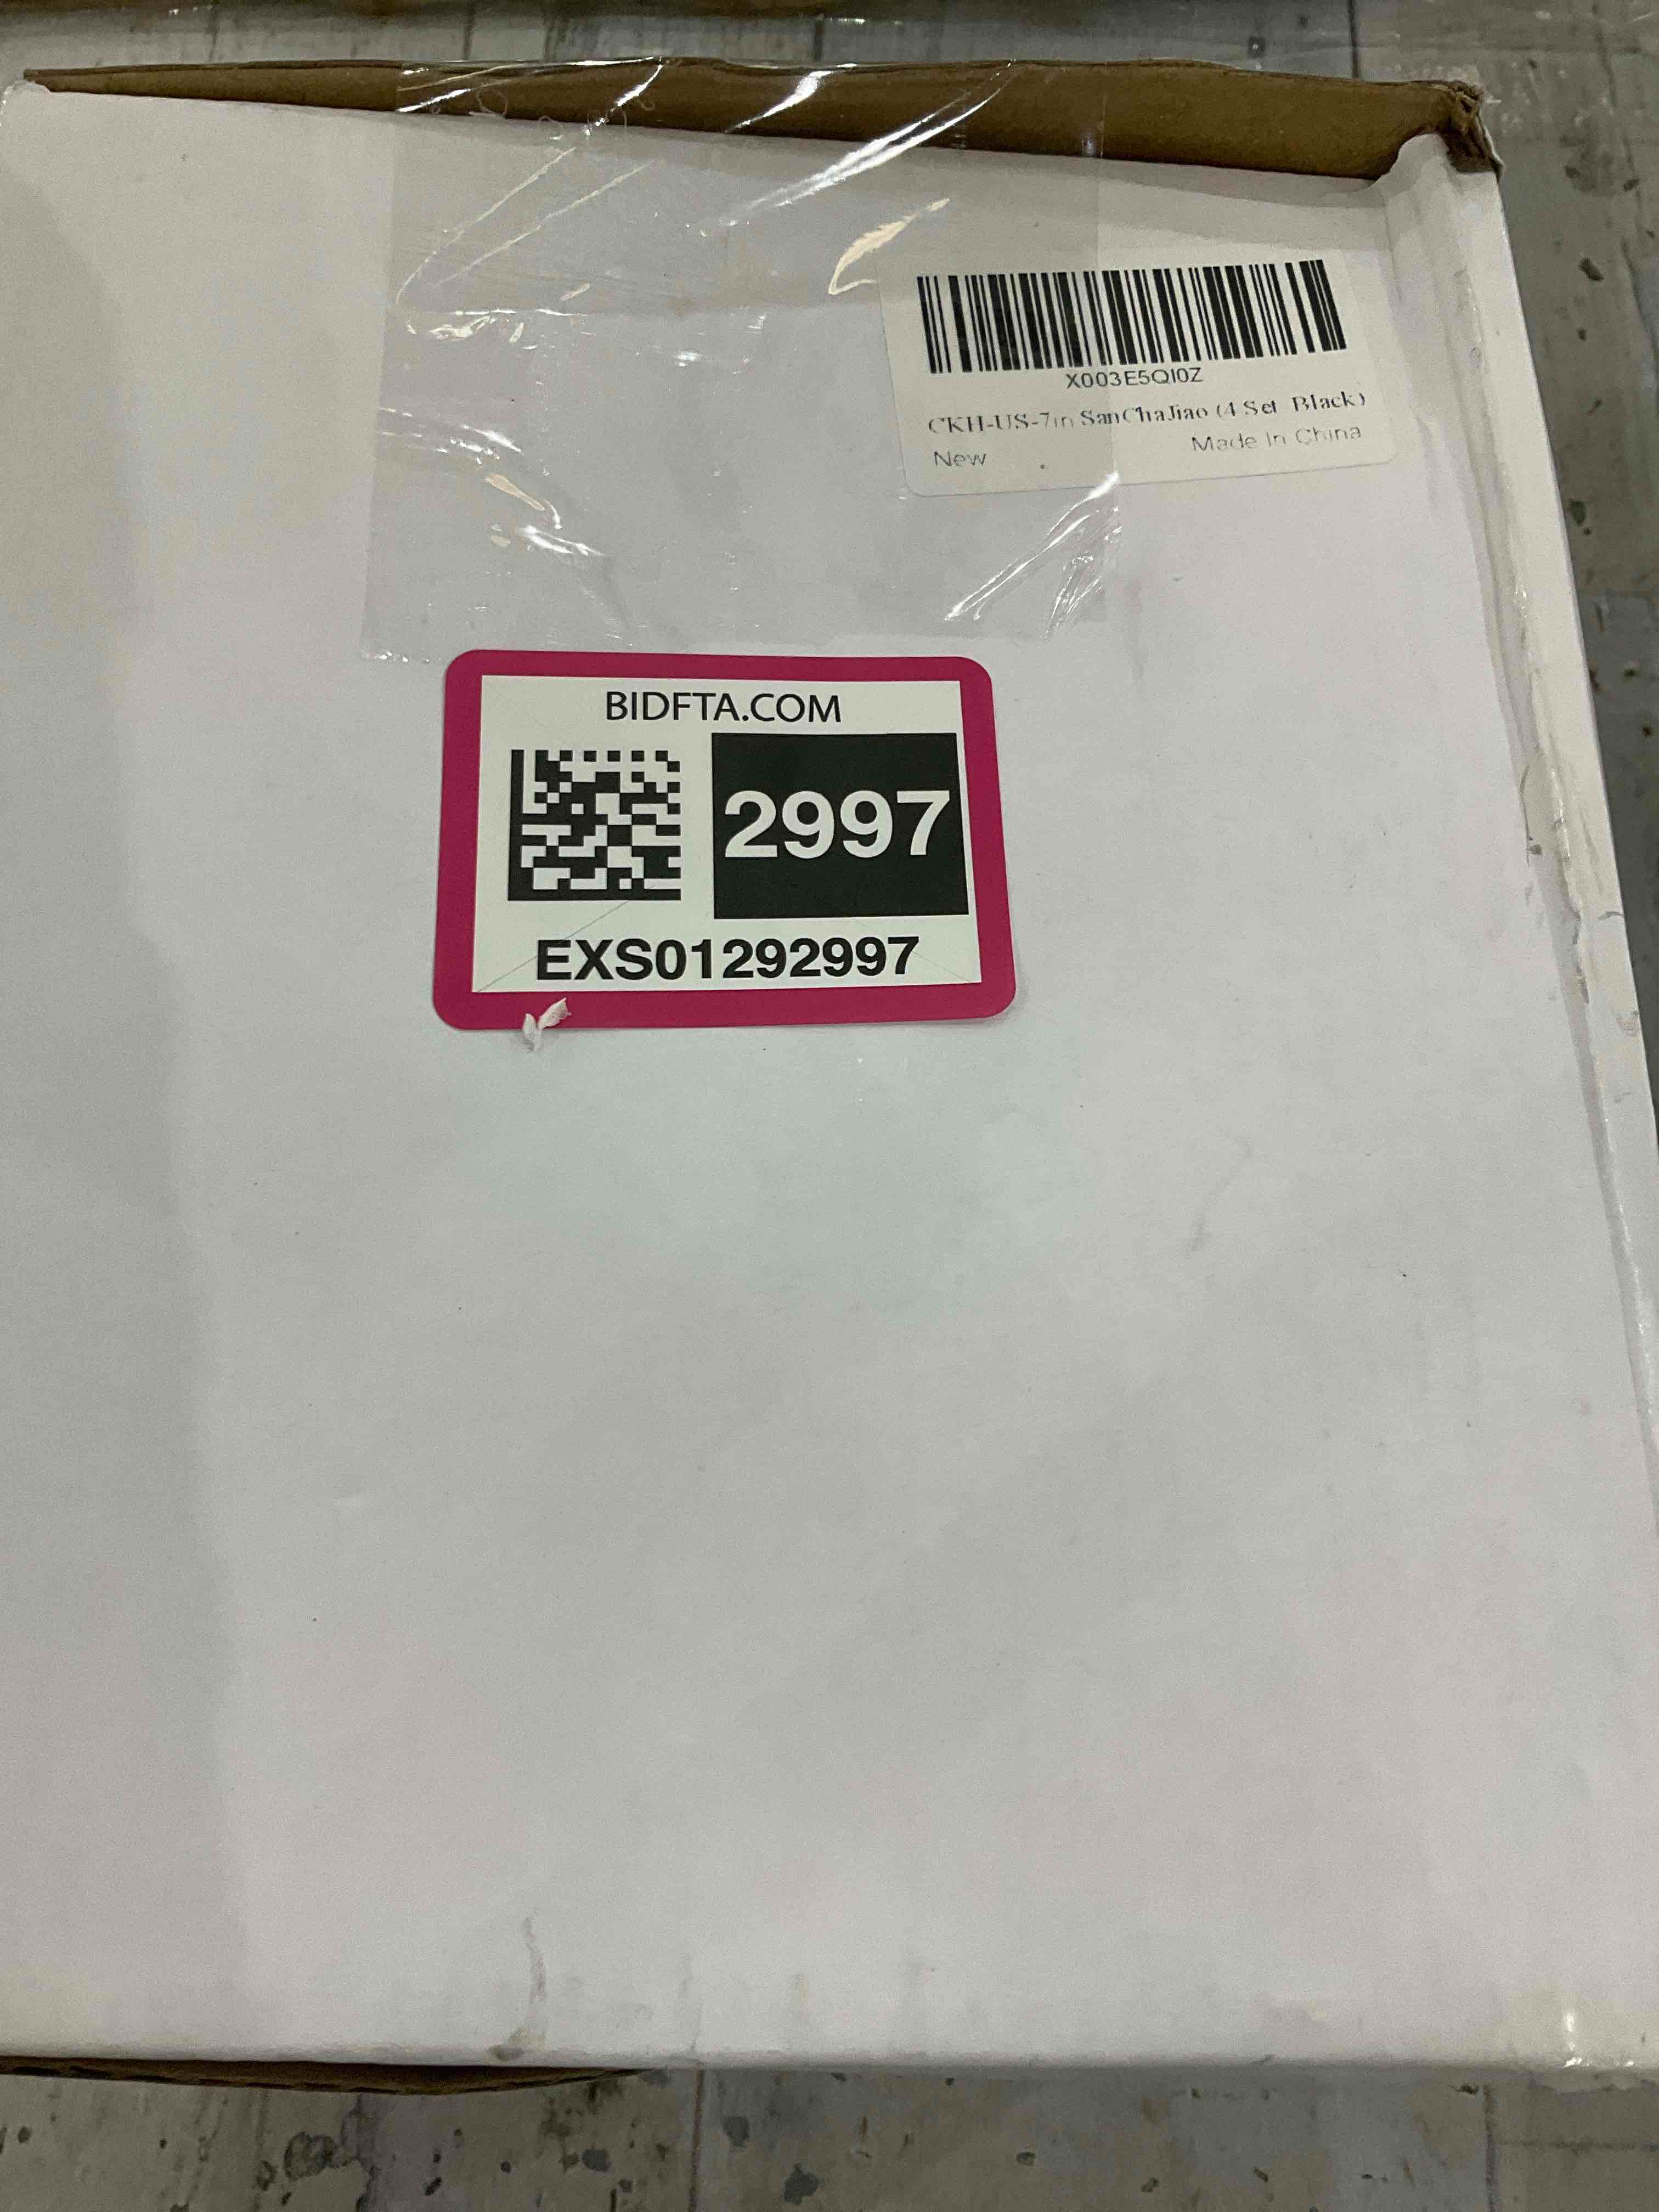 X003E5QI0Z
CKH-US-7in SanChaJiao (4 Set Black)
Made In China
New
BIDFTA.COM
2997
EXS01292997